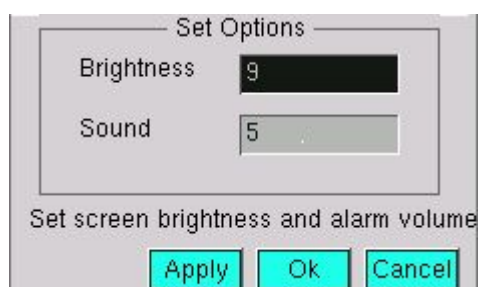 Set Options
Brightness 9
Sound 5
Set screen brightness and alarm volume
Apply Ok Cancel